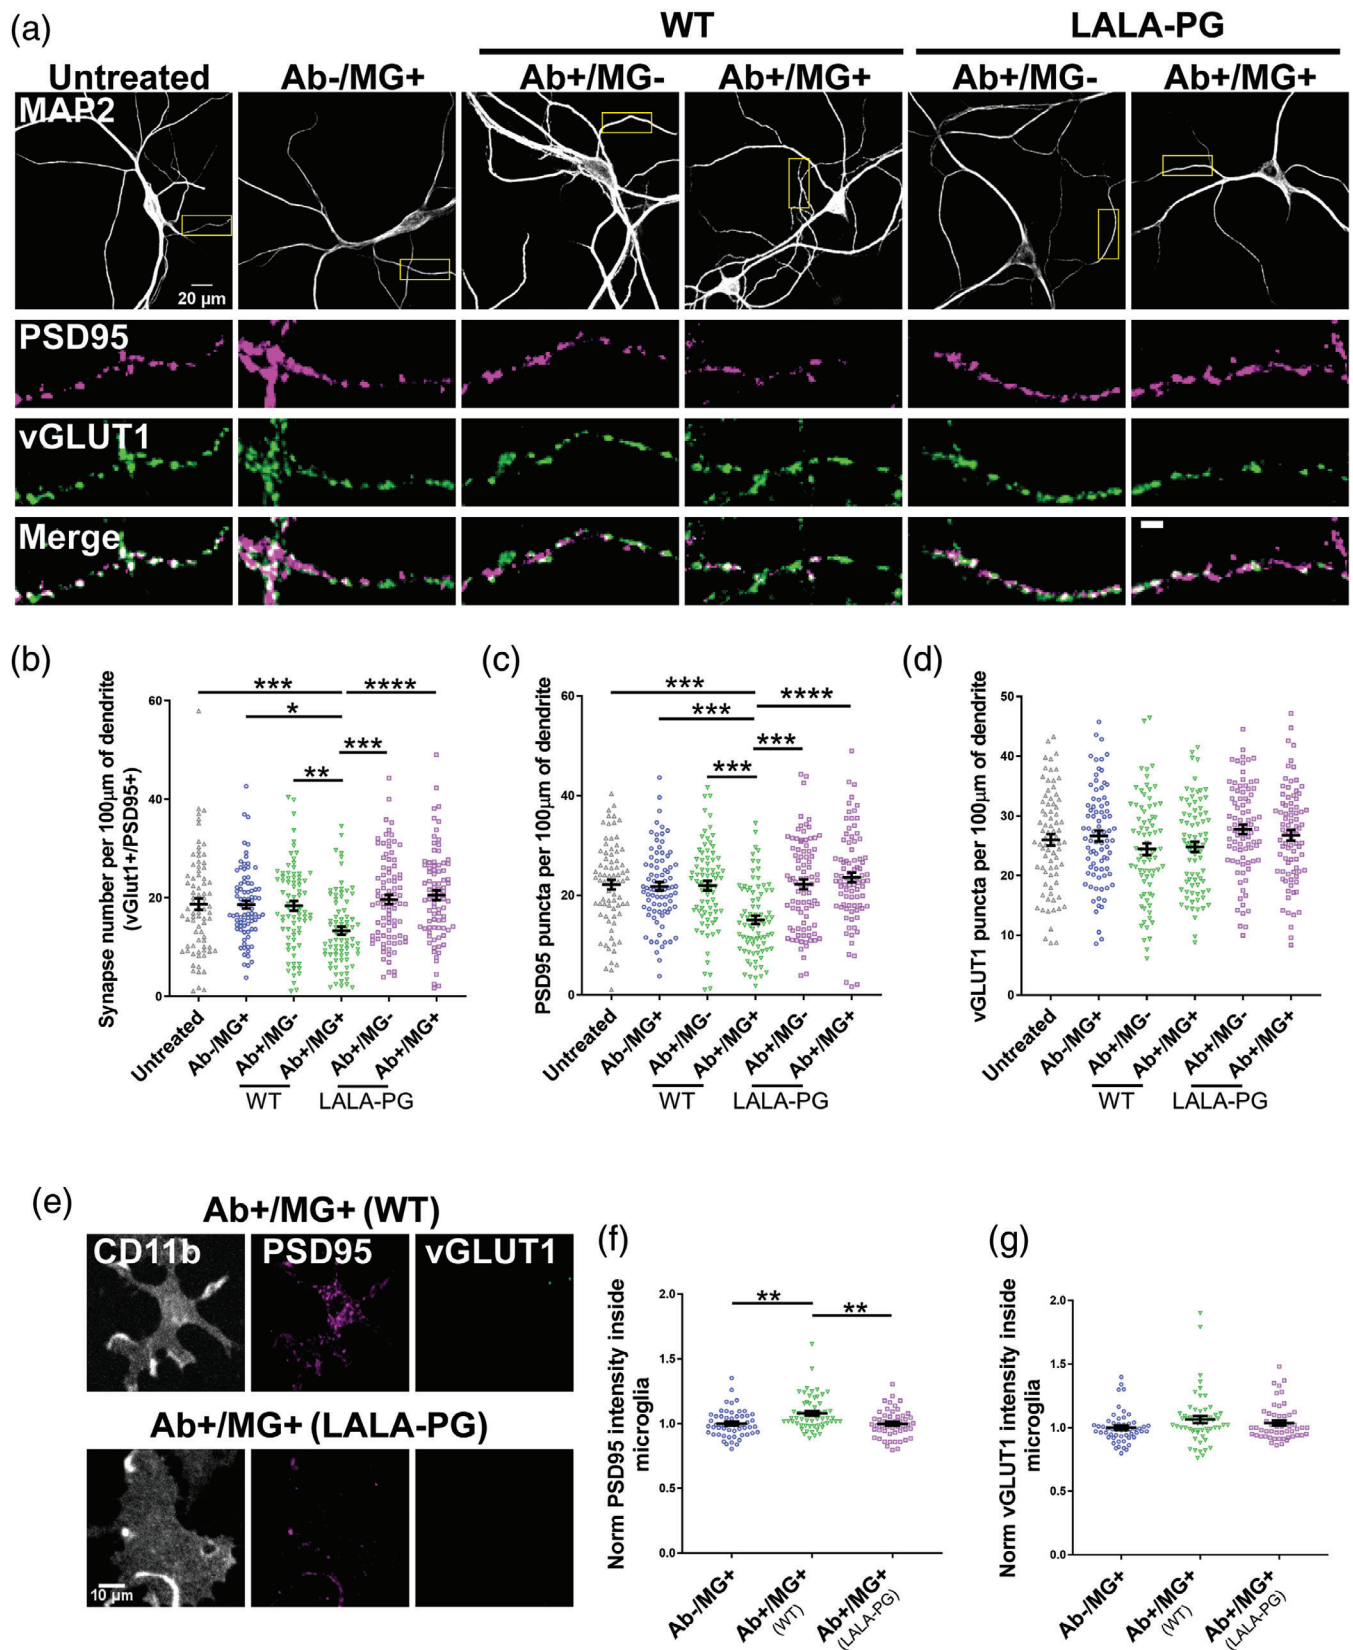 (a)
WT
LALA-PG
Untreated
Ab-/MG+
Ab+/MG-
Ab+/MG+
Ab+/MG-
Ab+/MG+
MAP2
20 µm
PSD95
vGLUT1
Merge
(b)
Synapse number per 100µm of dendrite
(vGlut1+/PSD95+)
60
40
20
0
***
****
*
***
**
Untreated
Ab-/MG+
Ab+/MG-
Ab+/MG+
Ab+/MG-
Ab+/MG+
WT
LALA-PG
(c)
PSD95 puncta per 100µm of dendrite
60
40
20
0
***
****
***
***
***
Untreated
Ab-/MG+
Ab+/MG-
Ab+/MG+
Ab+/MG-
Ab+/MG+
WT
LALA-PG
(d)
vGLUT1 puncta per 100µm of dendrite
50
40
30
20
10
0
Untreated
Ab-/MG+
Ab+/MG-
Ab+/MG+
Ab+/MG-
Ab+/MG+
WT
LALA-PG
(e)
Ab+/MG+ (WT)
CD11b
PSD95
vGLUT1
Ab+/MG+ (LALA-PG)
10 µm
(f)
Norm PSD95 intensity inside
microglia
2.0
1.5
1.0
0.5
0.0
**
**
Ab-/MG+
Ab+/MG+
(WT)
Ab+/MG+
(LALA-PG)
(g)
Norm vGLUT1 intensity inside
microglia
2.0
1.5
1.0
0.5
0.0
Ab-/MG+
Ab+/MG+
(WT)
Ab+/MG+
(LALA-PG)